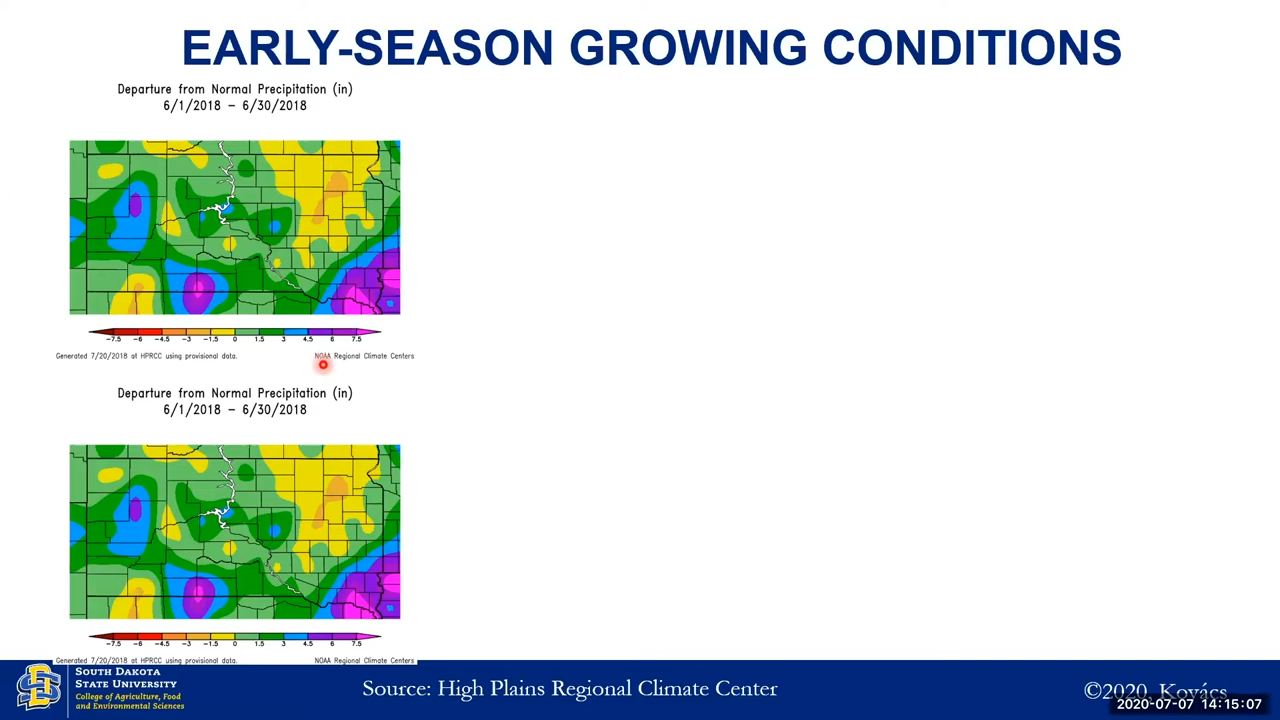 EARLY-SEASON GROWING CONDITIONS
Departure from Normal Precipitation (in)
6/1/2018 – 6/30/2018
-7.5 -6 -4.5 -3 -1.5 0 1.5 3 4.5 6 7.5
Generated 7/20/2018 at HPRCC using provisional data.
NOAA Regional Climate Centers
Departure from Normal Precipitation (in)
6/1/2018 – 6/30/2018
-7.5 -6 -4.5 -3 -1.5 0 1.5 3 4.5 6 7.5
Generated 7/20/2018 at HPRCC using provisional data.
NOAA Regional Climate Centers
SOUTH DAKOTA
STATE UNIVERSITY
College of Agriculture, Food
and Environmental Sciences
Source: High Plains Regional Climate Center
©2020, Kovács
2020-07-07 14:15:07